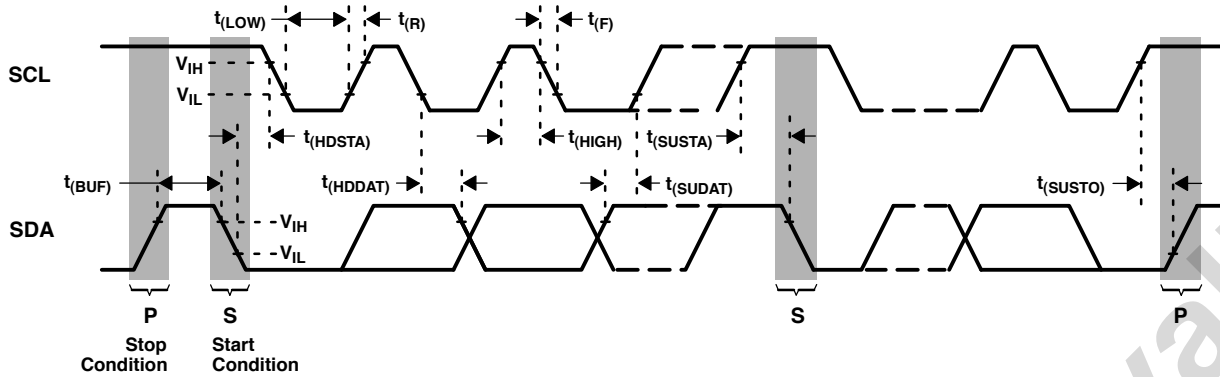 t(LOW)
t(R)
t(F)
SCL
VIH
VIL
t(HDSTA)
t(HIGH)
t(SUSTA)
t(BUF)
t(HDDAT)
t(SUDAT)
t(SUSTO)
SDA
VIH
VIL
P
S
S
P
Stop
Condition
Start
Condition